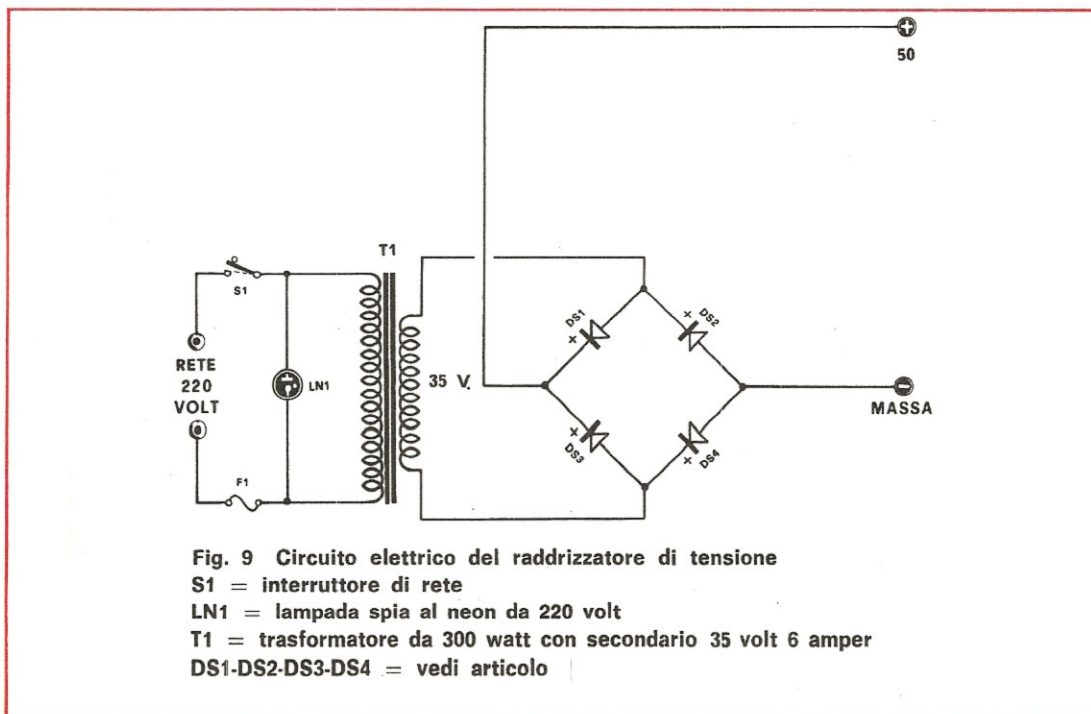 50
T1
S1
RETE
220
VOLT
LN1
35 V.
F1
+ DS1
+ DS2
+ DS3
+ DS4
MASSA
Fig. 9 Circuito elettrico del raddrizzatore di tensione
S1 = interruttore di rete
LN1 = lampada spia al neon da 220 volt
T1 = trasformatore da 300 watt con secondario 35 volt 6 amper
DS1-DS2-DS3-DS4 = vedi articolo